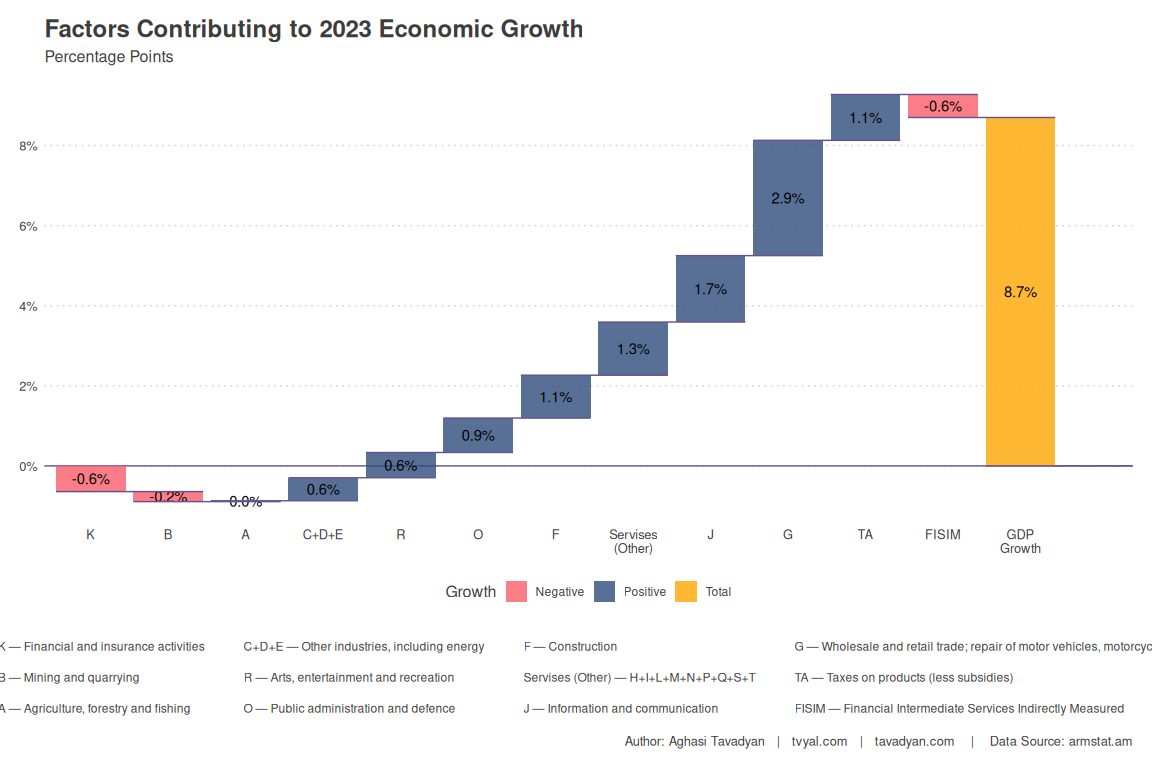 Factors Contributing to 2023 Economic Growth
Percentage Points
8%
6%
4%
2%
0%
-0.6%
-0.2%
0.0%
0.6%
0.6%
0.9%
1.1%
1.3%
1.7%
2.9%
1.1%
-0.6%
8.7%
K B A C+D+E R O F Servises J G TA FISIM GDP
(Other) Growth
Growth Negative Positive Total
K — Financial and insurance activities C+D+E — Other industries, including energy F — Construction G — Wholesale and retail trade; repair of motor vehicles, motorcyc
B — Mining and quarrying R — Arts, entertainment and recreation Servises (Other) — H+I+L+M+N+P+Q+S+T TA — Taxes on products (less subsidies)
A — Agriculture, forestry and fishing O — Public administration and defence J — Information and communication FISIM — Financial Intermediate Services Indirectly Measured
Author: Aghasi Tavadyan | tvyal.com | tavadyan.com | Data Source: armstat.am